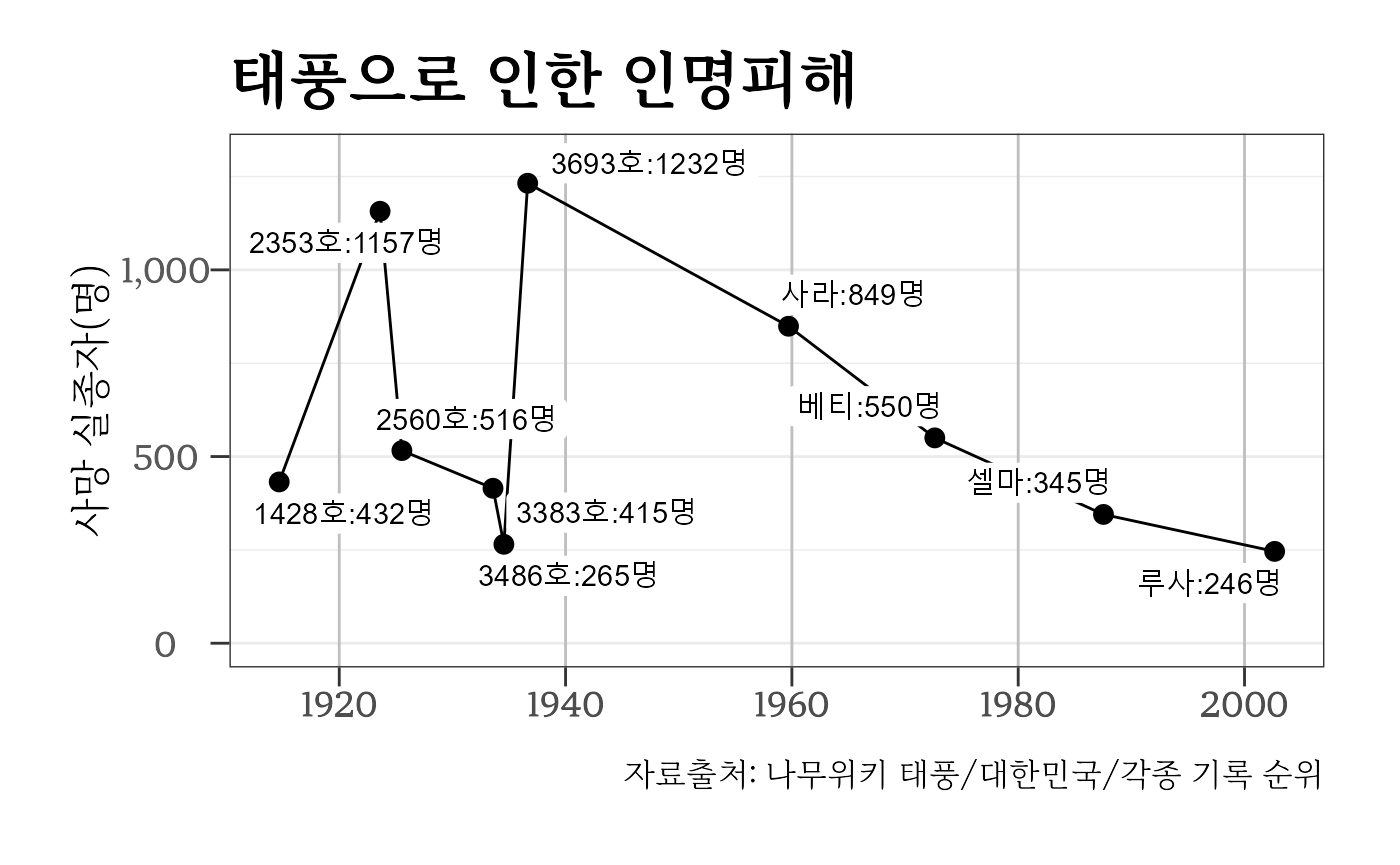 태풍으로 인한 인명피해
사망 실종자(명)
1,000
500
0
3693호:1232명
2353호:1157명
사라:849명
베티:550명
2560호:516명
셀마:345명
1428호:432명
3383호:415명
3486호:265명
루사:246명
1920
1940
1960
1980
2000
자료출처: 나무위키 태풍/대한민국/각종 기록 순위